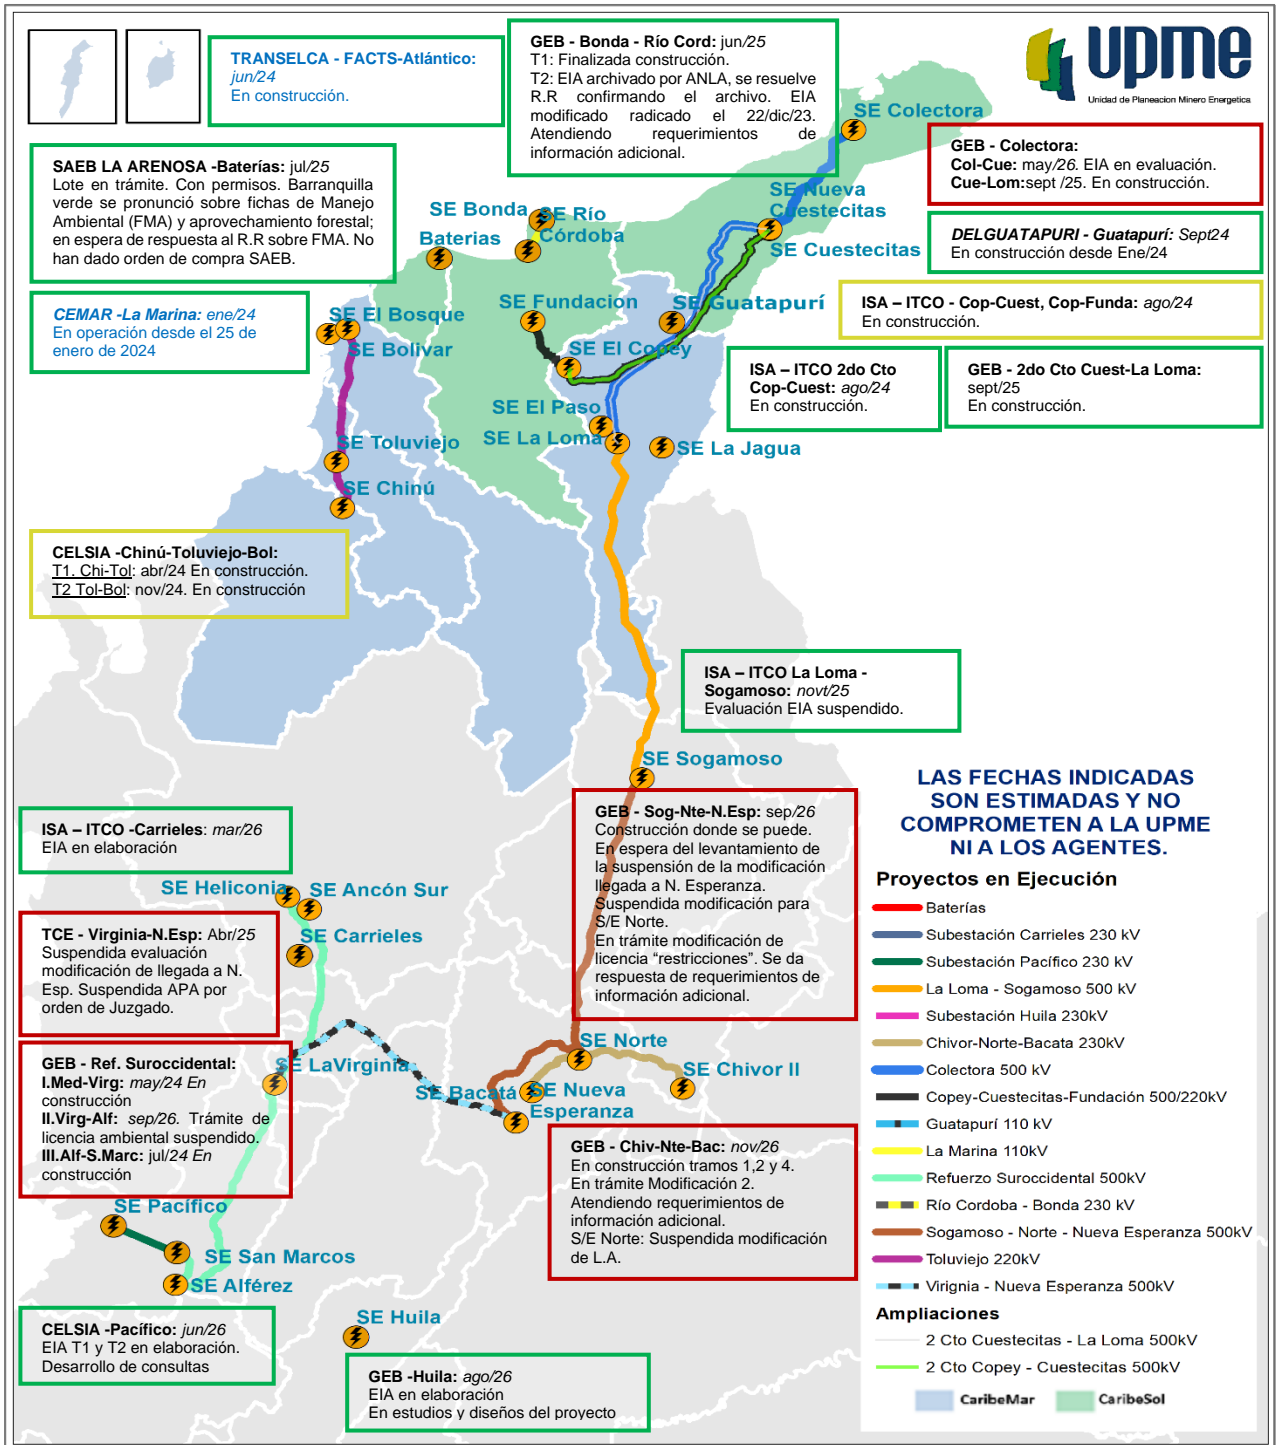 TRANSELCA - FACTS-Atlántico:
jun/24
En construcción.
GEB - Bonda - Río Cord: jun/25
T1: Finalizada construcción.
T2: EIA archivado por ANLA, se resuelve
R.R confirmando el archivo. EIA
modificado radicado el 22/dic/23.
Atendiendo requerimientos de
información adicional.
upme
Unidad de Planeacion Minero Energetica
SE Colectora
GEB - Colectora:
Col-Cue: may/26. EIA en evaluación.
Cue-Lom:sept /25. En construcción.
SAEB LA ARENOSA -Baterías: jul/25
Lote en trámite. Con permisos. Barranquilla
verde se pronunció sobre fichas de Manejo
Ambiental (FMA) y aprovechamiento forestal;
en espera de respuesta al R.R sobre FMA. No
han dado orden de compra SAEB.
SE Nueva
Cuestecitas
SE Bonda
SE Río
Córdoba
Baterias
SE Cuestecitas
DELGUATAPURI - Guatapurí: Sept24
En construcción desde Ene/24
CEMAR -La Marina: ene/24
En operación desde el 25 de
enero de 2024
SE El Bosque
SE Bolivar
SE Fundacion
SE Guatapurí
ISA – ITCO - Cop-Cuest, Cop-Funda: ago/24
En construcción.
SE El Copey
ISA – ITCO 2do Cto
Cop-Cuest: ago/24
En construcción.
GEB - 2do Cto Cuest-La Loma:
sept/25
En construcción.
SE El Paso
SE La Loma
SE La Jagua
SE Toluviejo
SE Chinú
CELSIA -Chinú-Toluviejo-Bol:
T1. Chi-Tol: abr/24 En construcción.
T2 Tol-Bol: nov/24. En construcción
ISA – ITCO La Loma -
Sogamoso: novt/25
Evaluación EIA suspendido.
SE Sogamoso
LAS FECHAS INDICADAS
SON ESTIMADAS Y NO
COMPROMETEN A LA UPME
NI A LOS AGENTES.
GEB - Sog-Nte-N.Esp: sep/26
Construcción donde se puede.
En espera del levantamiento de
la suspensión de la modificación
llegada a N. Esperanza.
Suspendida modificación para
S/E Norte.
En trámite modificación de
licencia “restricciones”. Se da
respuesta de requerimientos de
información adicional.
ISA – ITCO -Carrieles: mar/26
EIA en elaboración
SE Heliconia
SE Ancón Sur
SE Carrieles
TCE - Virginia-N.Esp: Abr/25
Suspendida evaluación
modificación de llegada a N.
Esp. Suspendida APA por
orden de Juzgado.
GEB - Ref. Suroccidental:
I.Med-Virg: may/24 En
construcción
II.Virg-Alf: sep/26. Trámite de
licencia ambiental suspendido.
III.Alf-S.Marc: jul/24 En
construcción
SE LaVirginia
SE Norte
SE Chivor II
SE Bacatá
SE Nueva
Esperanza
GEB - Chiv-Nte-Bac: nov/26
En construcción tramos 1,2 y 4.
En trámite Modificación 2.
Atendiendo requerimientos de
información adicional.
S/E Norte: Suspendida modificación
de L.A.
SE Pacífico
SE San Marcos
SE Alférez
CELSIA -Pacífico: jun/26
EIA T1 y T2 en elaboración.
Desarrollo de consultas
SE Huila
GEB -Huila: ago/26
EIA en elaboración
En estudios y diseños del proyecto
Proyectos en Ejecución
Baterías
Subestación Carrieles 230 kV
Subestación Pacífico 230 kV
La Loma - Sogamoso 500 kV
Subestación Huila 230kV
Chivor-Norte-Bacata 230kV
Colectora 500 kV
Copey-Cuestecitas-Fundación 500/220kV
Guatapurí 110 kV
La Marina 110kV
Refuerzo Suroccidental 500kV
Río Cordoba - Bonda 230 kV
Sogamoso - Norte - Nueva Esperanza 500kV
Toluviejo 220kV
Virignia - Nueva Esperanza 500kV
Ampliaciones
2 Cto Cuestecitas - La Loma 500kV
2 Cto Copey - Cuestecitas 500kV
CaribeMar
CaribeSol